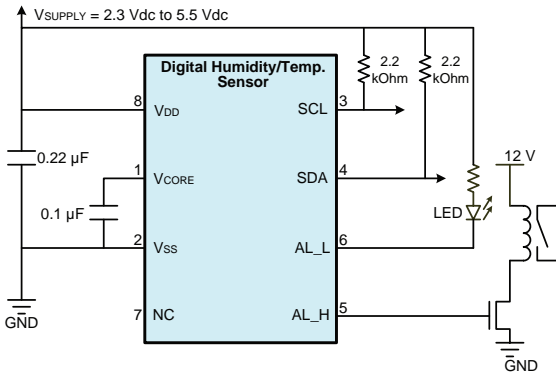 VSUPPLY = 2.3 Vdc to 5.5 Vdc
Digital Humidity/Temp.
Sensor
2.2
kOhm
2.2
kOhm
8
VDD
SCL
3
0.22 µF
1
VCORE
SDA
4
12 V
0.1 µF
LED
2
VSS
AL_L
6
7
NC
AL_H
5
GND
GND